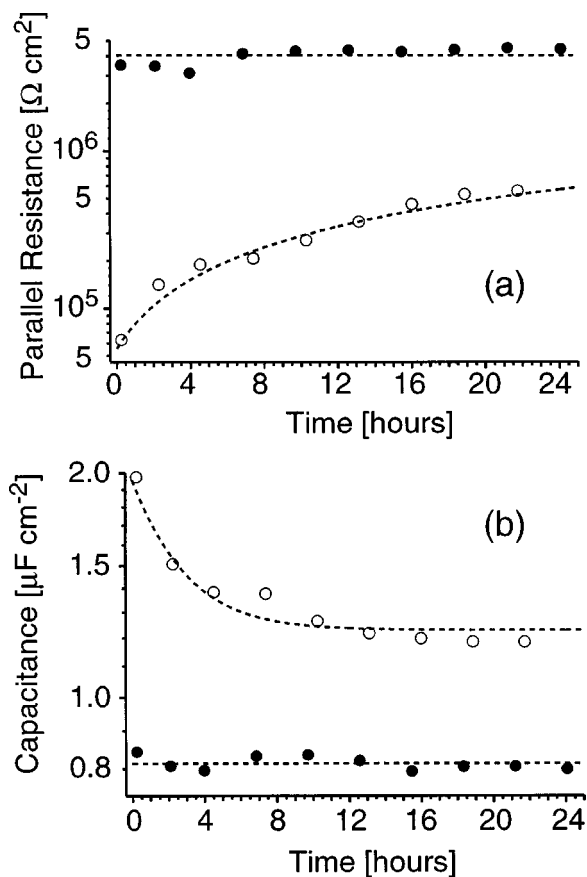 Parallel Resistance [Ω cm²]
5
10⁶
5
10⁵
5
(a)
0 4 8 12 16 20 24
Time [hours]
Capacitance [µF cm⁻²]
2.0
1.5
1.0
0.8
(b)
0 4 8 12 16 20 24
Time [hours]